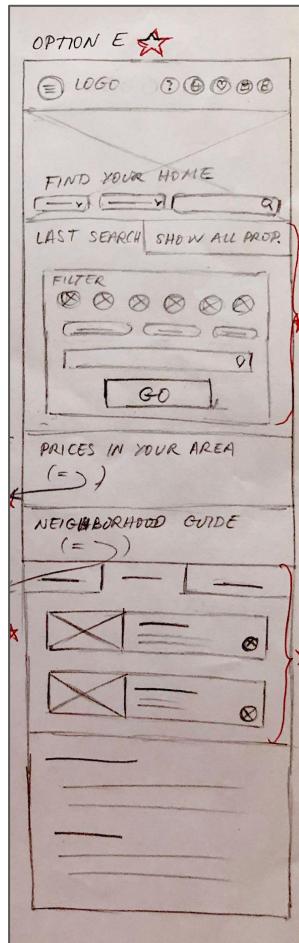 OPTION E
LOGO ?
FIND YOUR HOME
LAST SEARCH SHOW ALL PROP.
FILTER
GO
PRICES IN YOUR AREA
NEIGHBORHOOD GUIDE